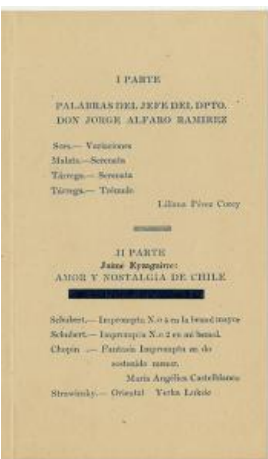 I PARTE
PALABRAS DEL JEFE DEL DPTO.
DON JORGE ALFARO RAMIREZ
Sors.— Variaciones
Malats.—Serenata
Tárrega.— Serenata
Tárrega.— Trémolo
Liliana Pérez Corey
II PARTE
Jaime Eyzaguirre:
AMOR Y NOSTALGIA DE CHILE
Schubert.— Impromptu N.o 4 en la bemol mayor
Schubert.— Impromptu N.o 2 en mi bemol.
Chopin .— Fantasía Impromptu en do
sostenido menor.
María Angélica Castelblanco
Strawinsky.— Oriental Yerka Luksic